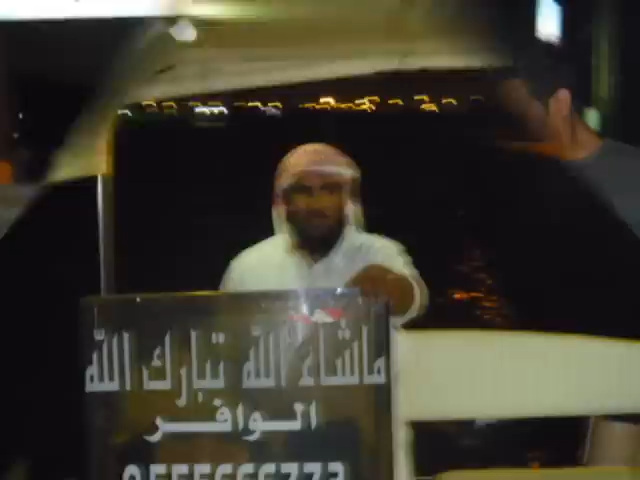 ماشاء الله تبارك الله
الوافر